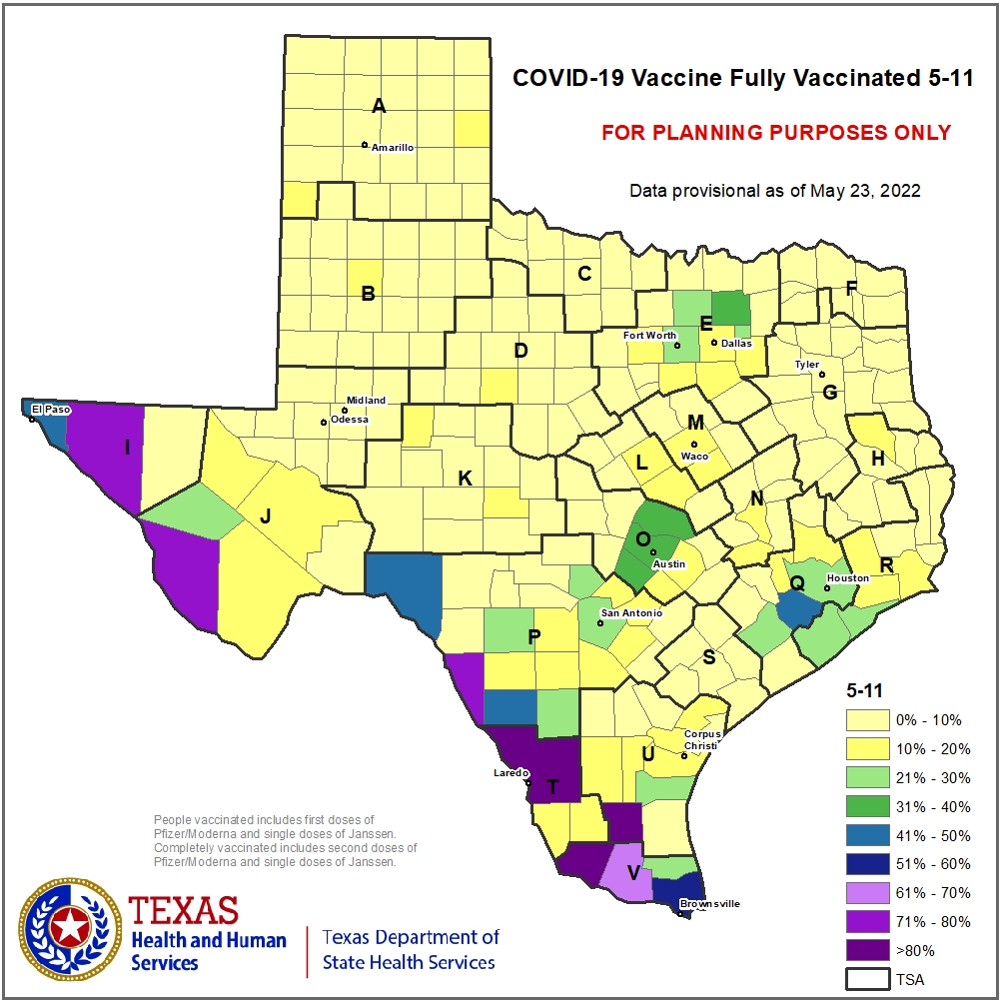 COVID-19 Vaccine Fully Vaccinated 5-11
FOR PLANNING PURPOSES ONLY
Data provisional as of May 23, 2022
A
Amarillo
B
C
D
E
Fort Worth
Dallas
F
Tyler
G
Midland
Odessa
El Paso
I
J
K
L
M
Waco
N
H
O
Austin
Q
Houston
R
P
San Antonio
S
Corpus
Christi
U
Laredo
T
V
Brownsville
5-11
0% - 10%
10% - 20%
21% - 30%
31% - 40%
41% - 50%
51% - 60%
61% - 70%
71% - 80%
>80%
TSA
People vaccinated includes first doses of
Pfizer/Moderna and single doses of Janssen.
Completely vaccinated includes second doses of
Pfizer/Moderna and single doses of Janssen.
TEXAS
Health and Human
Services
Texas Department of
State Health Services